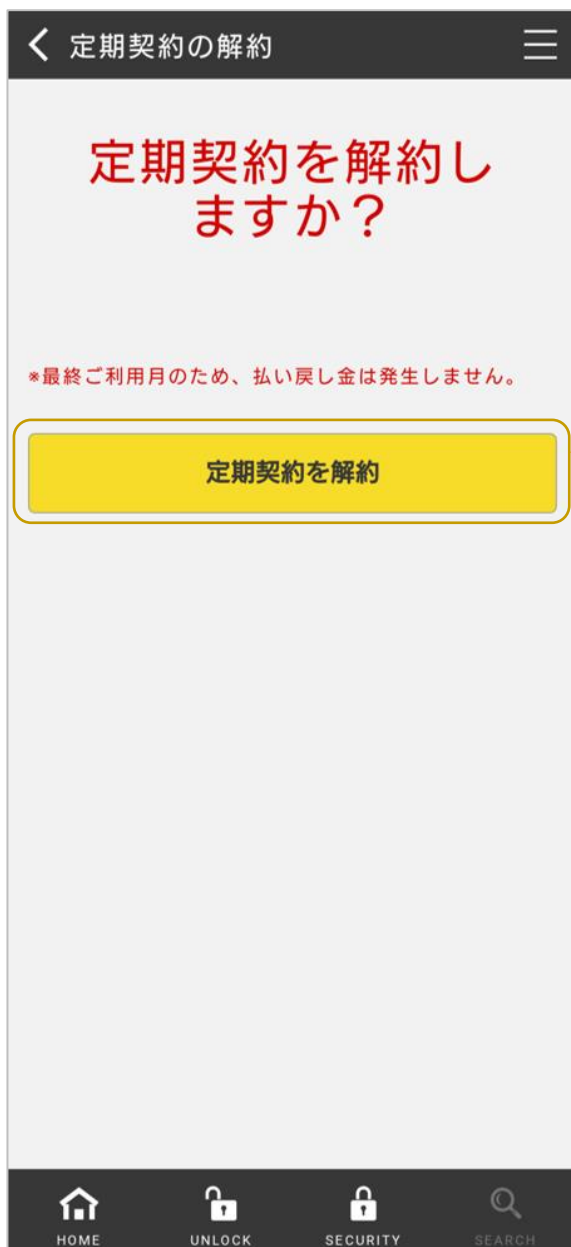 定期契約の解約
定期契約を解約し
ますか？
*最終ご利用月のため、払い戻し金は発生しません。
定期契約を解約
HOME UNLOCK SECURITY SEARCH